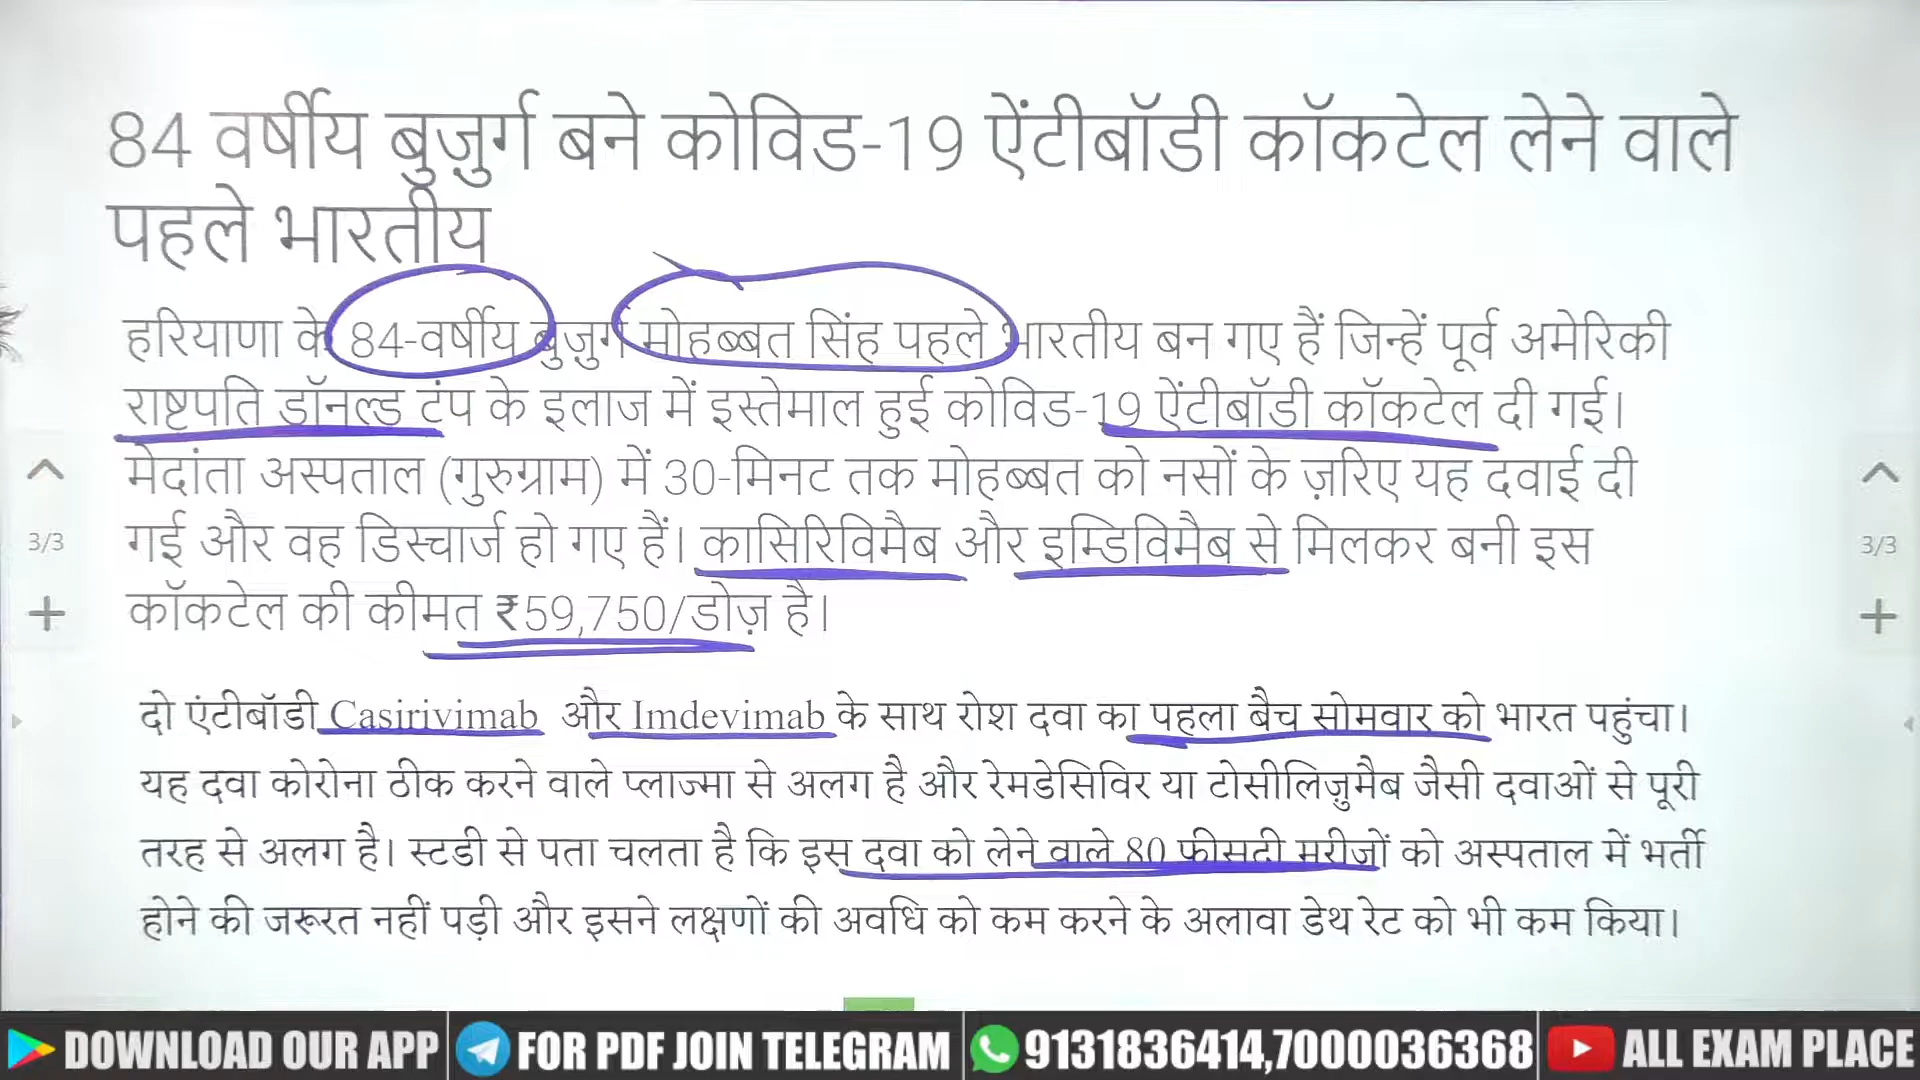 84 वर्षीय बुज़ुर्ग बने कोविड-19 ऐंटीबॉडी कॉकटेल लेने वाले
पहले भारतीय
हरियाणा के 84-वर्षीय बुज़ुर्ग मोहब्बत सिंह पहले भारतीय बन गए हैं जिन्हें पूर्व अमेरिकी
राष्ट्रपति डॉनल्ड ट्रंप के इलाज में इस्तेमाल हुई कोविड-19 ऐंटीबॉडी कॉकटेल दी गई।
मेदांता अस्पताल (गुरुग्राम) में 30-मिनट तक मोहब्बत को नसों के ज़रिए यह दवाई दी
गई और वह डिस्चार्ज हो गए हैं। कासिरिविमैब और इम्डिविमैब से मिलकर बनी इस
कॉकटेल की कीमत ₹59,750/डोज़ है।
दो एंटीबॉडी Casirivimab और Imdevimab के साथ रोश दवा का पहला बैच सोमवार को भारत पहुंचा।
यह दवा कोरोना ठीक करने वाले प्लाज्मा से अलग है और रेमडेसिविर या टोसीलिज़ुमैब जैसी दवाओं से पूरी
तरह से अलग है। स्टडी से पता चलता है कि इस दवा को लेने वाले 80 फीसदी मरीजों को अस्पताल में भर्ती
होने की जरूरत नहीं पड़ी और इसने लक्षणों की अवधि को कम करने के अलावा डेथ रेट को भी कम किया।
3/3
3/3
DOWNLOAD OUR APP FOR PDF JOIN TELEGRAM 9131836414,7000036368 ALL EXAM PLACE